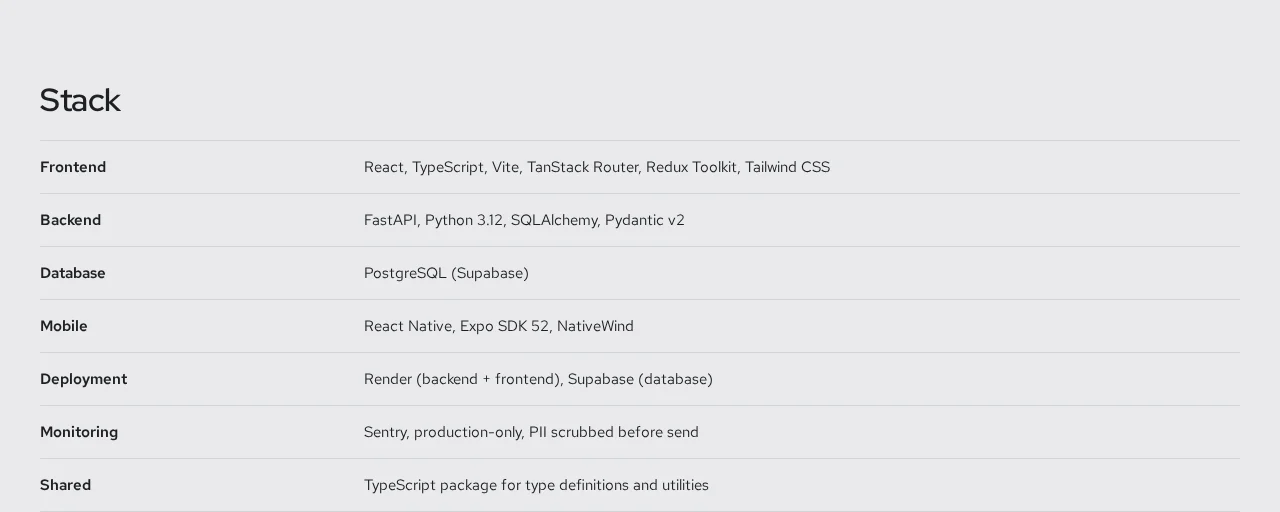 Stack
Frontend React, TypeScript, Vite, TanStack Router, Redux Toolkit, Tailwind CSS
Backend FastAPI, Python 3.12, SQLAlchemy, Pydantic v2
Database PostgreSQL (Supabase)
Mobile React Native, Expo SDK 52, NativeWind
Deployment Render (backend + frontend), Supabase (database)
Monitoring Sentry, production-only, PII scrubbed before send
Shared TypeScript package for type definitions and utilities